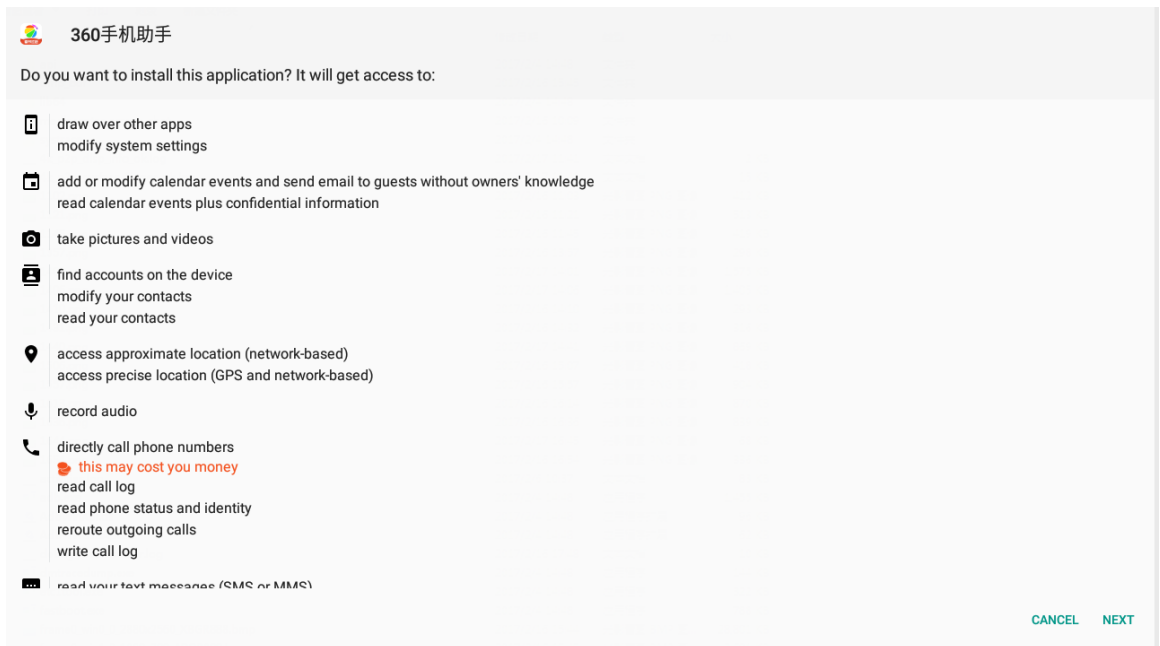 360手机助手
Do you want to install this application? It will get access to:
draw over other apps
modify system settings
add or modify calendar events and send email to guests without owners' knowledge
read calendar events plus confidential information
take pictures and videos
find accounts on the device
modify your contacts
read your contacts
access approximate location (network-based)
access precise location (GPS and network-based)
record audio
directly call phone numbers
this may cost you money
read call log
read phone status and identity
reroute outgoing calls
write call log
read your text messages (SMS or MMS)
CANCEL NEXT